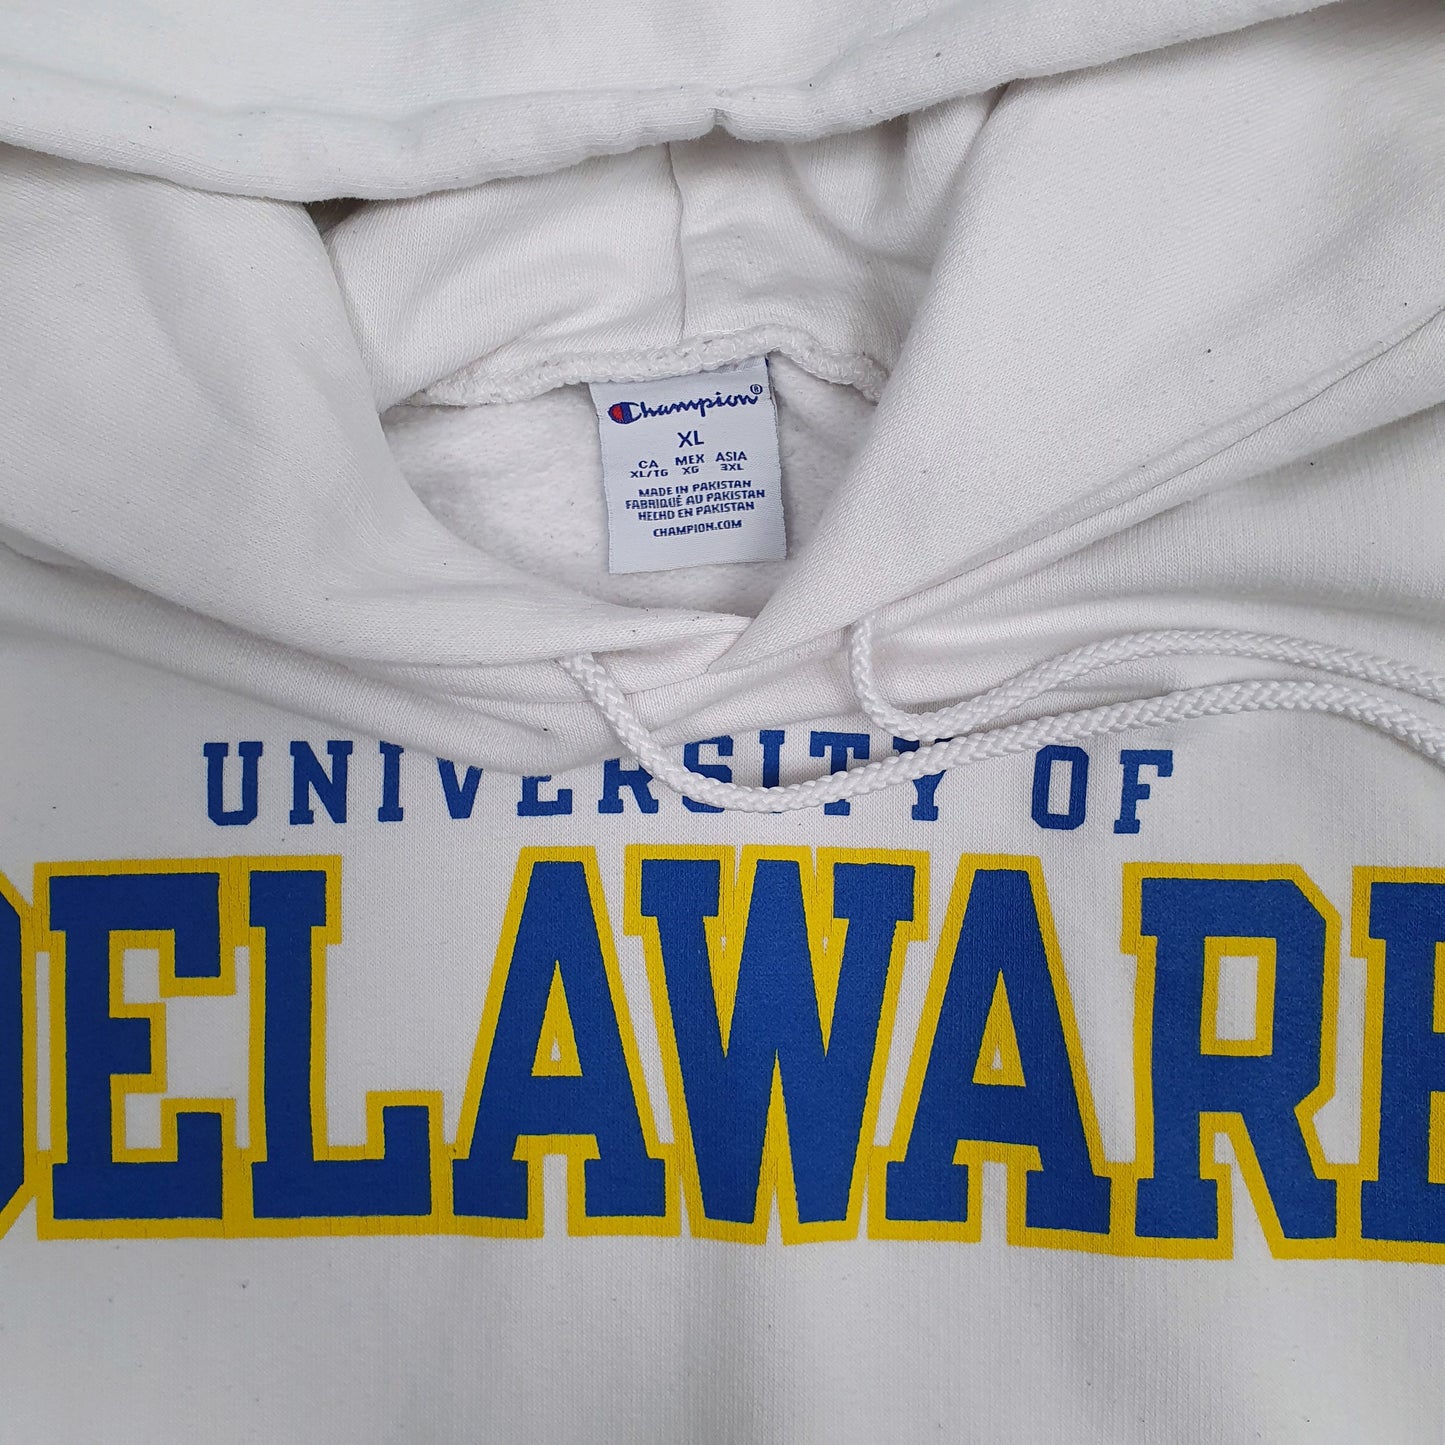 Champion®
XL
CA MEX ASIA
XL/TG XG 3XL
MADE IN PAKISTAN
FABRIQUÉ AU PAKISTAN
HECHO EN PAKISTAN
CHAMPION.COM
UNIVERSITY OF
DELAWARE